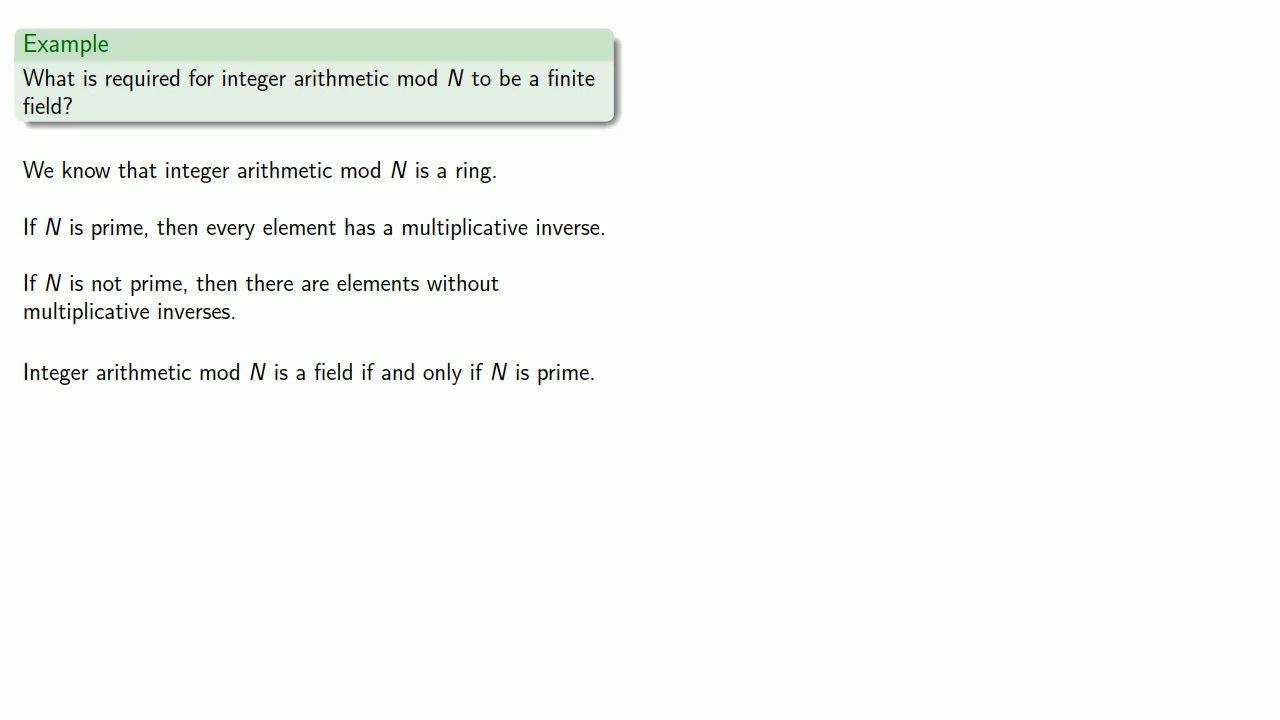 Example
What is required for integer arithmetic mod N to be a finite
field?
We know that integer arithmetic mod N is a ring.
If N is prime, then every element has a multiplicative inverse.
If N is not prime, then there are elements without
multiplicative inverses.
Integer arithmetic mod N is a field if and only if N is prime.